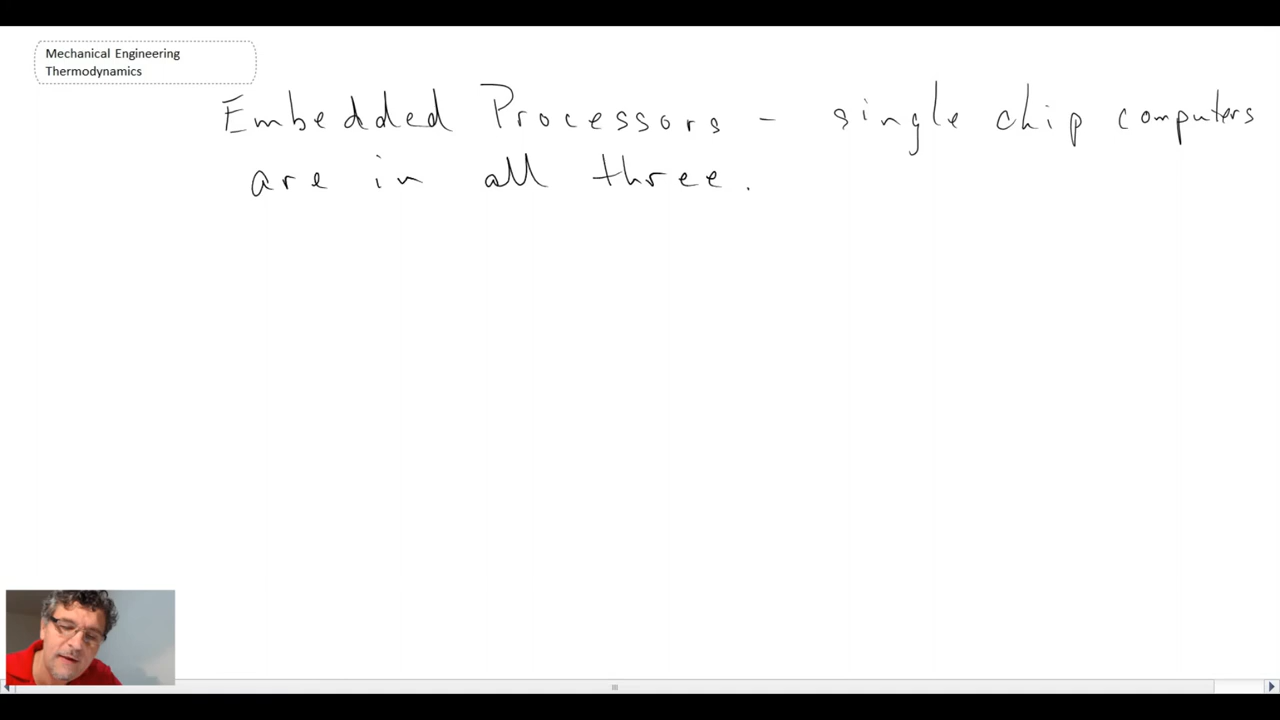 Mechanical Engineering
Thermodynamics
Embedded Processors - single chip computers
are in all three.